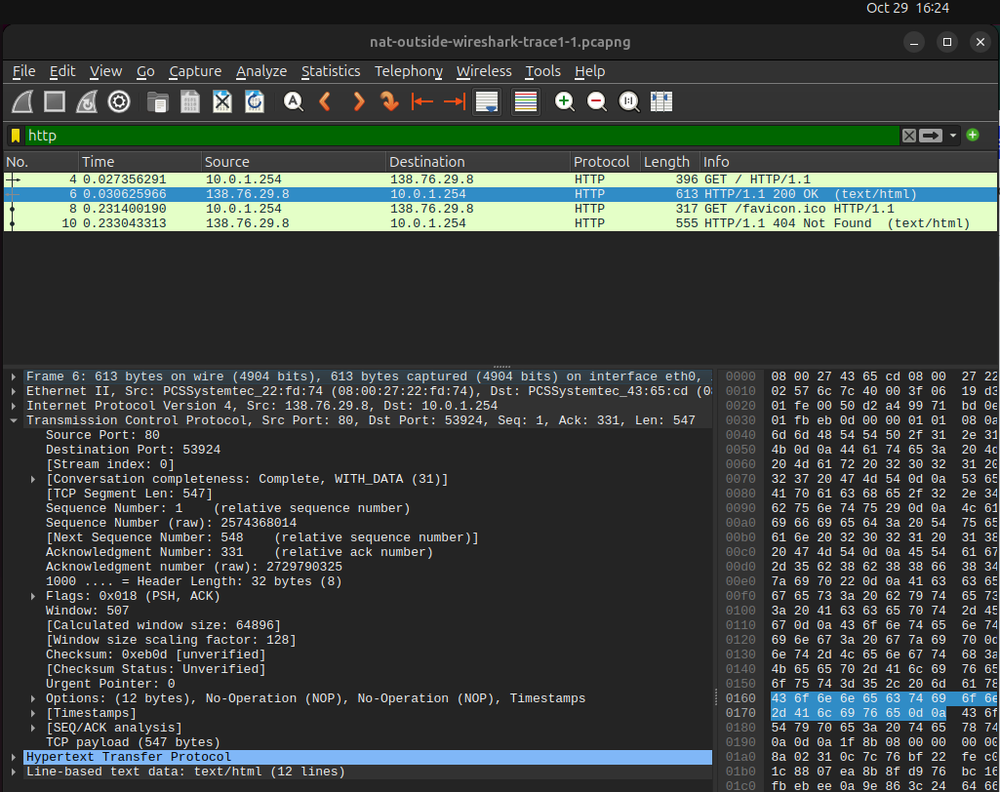 Oct 29 16:24
nat-outside-wireshark-trace1-1.pcapng
File Edit View Go Capture Analyze Statistics Telephony Wireless Tools Help
http
No. Time Source Destination Protocol Length Info
4 0.027356291 10.0.1.254 138.76.29.8 HTTP 396 GET / HTTP/1.1
6 0.030625966 138.76.29.8 10.0.1.254 HTTP 613 HTTP/1.1 200 OK (text/html)
8 0.231400190 10.0.1.254 138.76.29.8 HTTP 317 GET /favicon.ico HTTP/1.1
10 0.233043313 138.76.29.8 10.0.1.254 HTTP 555 HTTP/1.1 404 Not Found (text/html)
Frame 6: 613 bytes on wire (4904 bits), 613 bytes captured (4904 bits) on interface eth0,
Ethernet II, Src: PCSSystemtec_22:fd:74 (08:00:27:22:fd:74), Dst: PCSSystemtec_43:65:cd (0
Internet Protocol Version 4, Src: 138.76.29.8, Dst: 10.0.1.254
Transmission Control Protocol, Src Port: 80, Dst Port: 53924, Seq: 1, Ack: 331, Len: 547
Source Port: 80
Destination Port: 53924
[Stream index: 0]
[Conversation completeness: Complete, WITH_DATA (31)]
[TCP Segment Len: 547]
Sequence Number: 1 (relative sequence number)
Sequence Number (raw): 2574368014
[Next Sequence Number: 548 (relative sequence number)]
Acknowledgment Number: 331 (relative ack number)
Acknowledgment number (raw): 2729790325
1000 .... = Header Length: 32 bytes (8)
Flags: 0x018 (PSH, ACK)
Window: 507
[Calculated window size: 64896]
[Window size scaling factor: 128]
Checksum: 0xeb0d [unverified]
[Checksum Status: Unverified]
Urgent Pointer: 0
Options: (12 bytes), No-Operation (NOP), No-Operation (NOP), Timestamps
[Timestamps]
[SEQ/ACK analysis]
TCP payload (547 bytes)
Hypertext Transfer Protocol
Line-based text data: text/html (12 lines)
0000 08 00 27 43 65 cd 08 00 27 22
0010 02 57 6c 7c 40 00 3f 06 19 d3
0020 01 fe 00 50 d2 a4 99 71 bd 0e
0030 01 fb eb 0d 00 00 01 01 08 0a
0040 6d 6d 48 54 54 50 2f 31 2e 31
0050 4b 0d 0a 44 61 74 65 3a 20 4d
0060 20 4d 61 72 20 32 30 32 31 20
0070 32 37 20 47 4d 54 0d 0a 53 65
0080 41 70 61 63 68 65 2f 32 2e 34
0090 62 75 6e 74 75 29 0d 0a 4c 61
00a0 69 66 69 65 64 3a 20 54 75 65
00b0 61 6e 20 32 30 32 31 20 31 38
00c0 20 47 4d 54 0d 0a 45 54 61 67
00d0 2d 35 62 38 62 38 38 66 38 34
00e0 7a 69 70 22 0d 0a 41 63 63 65
00f0 67 65 73 3a 20 62 79 74 65 73
0100 3a 20 41 63 63 65 70 74 2d 45
0110 67 0d 0a 43 6f 6e 74 65 6e 74
0120 69 6e 67 3a 20 67 7a 69 70 0d
0130 6e 74 2d 4c 65 6e 67 74 68 3a
0140 4b 65 65 70 2d 41 6c 69 76 65
0150 6f 75 74 3d 35 2c 20 6d 61 78
0160 43 6f 6e 6e 65 63 74 69 6f 6e
0170 2d 41 6c 69 76 65 0d 0a 43 6f
0180 54 79 70 65 3a 20 74 65 78 74
0190 0a 0d 0a 1f 8b 08 00 00 00 00
01a0 8a 02 31 0c 7c 76 bf 22 fe c0
01b0 1c 88 07 ea 8b 8f d9 76 bc 16
01c0 fb eb ee 0a 9e 86 3c 24 64 66